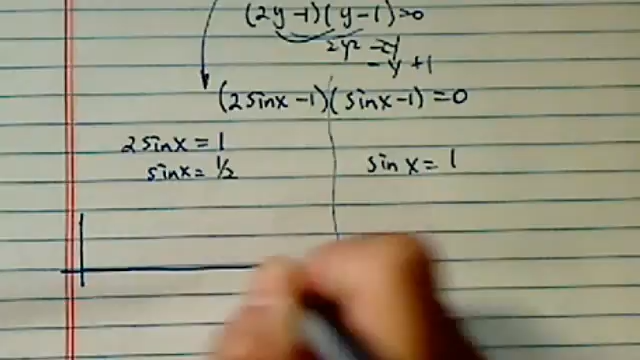 (2y-1)(y-1)=0
2y² -2y
-y +1
(2sinx-1)(sinx-1)=0
2sinx=1
sinx=1/2
sinx=1